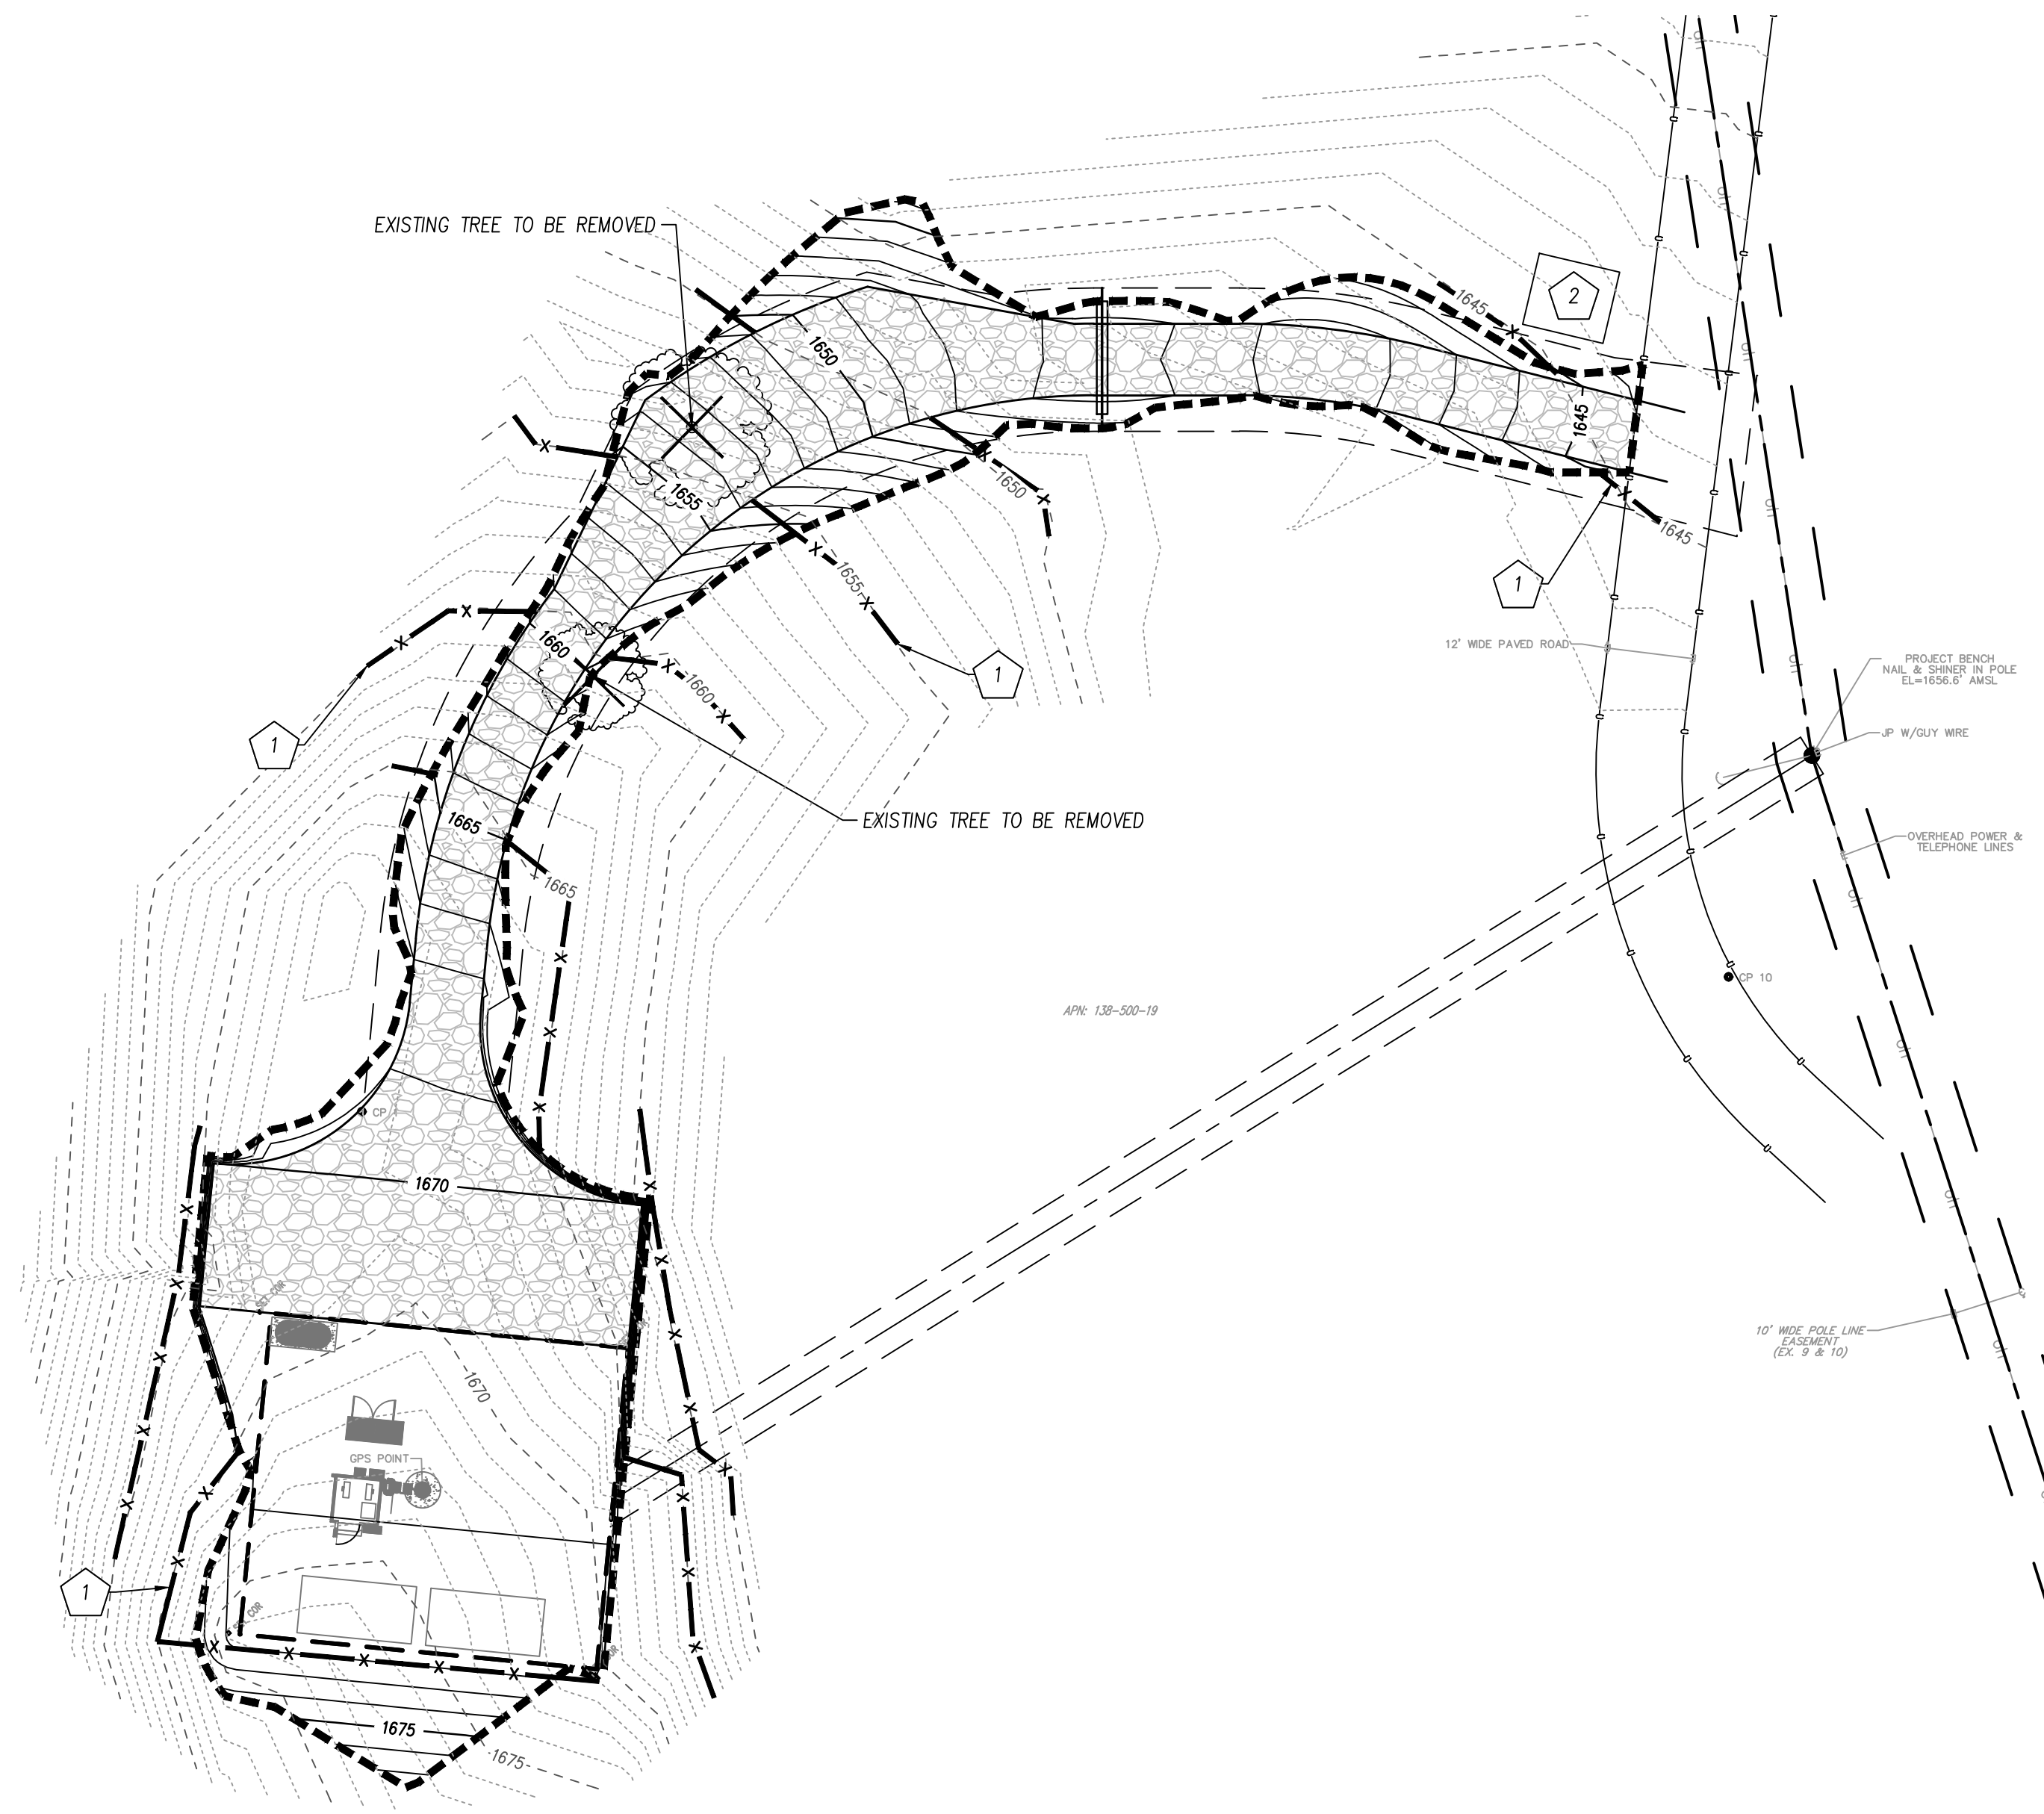 EXISTING TREE TO BE REMOVED
1645
2
1650
1645
1655
1650
1645
1655
1
1660
12' WIDE PAVED ROAD
1
1660
PROJECT BENCH
NAIL & SHINER IN POLE
EL=1656.6' AMSL
1
JP W/GUY WIRE
EXISTING TREE TO BE REMOVED
1665
OVERHEAD POWER &
TELEPHONE LINES
1665
CP 10
APN: 138-500-19
CP
1670
SET COR
10' WIDE POLE LINE
EASEMENT
(EX. 9 & 10)
1670
GPS POINT
1
COR
1675
1675